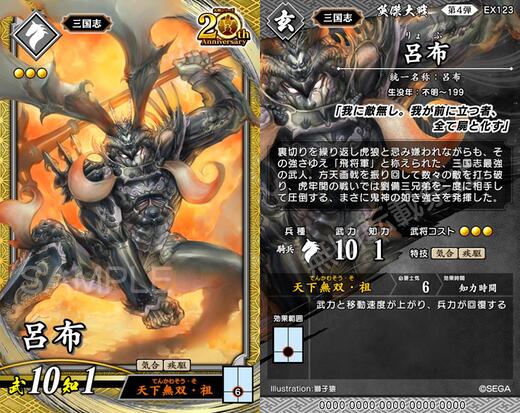 三国志
20th
Anniversary
SAMPLE
呂布
気合 疾駆
武10知1
てんかむそう・そ
天下無双・祖
6
玄
三国志
英傑大戦
第4弾
EX123
りょふ
呂布
統一名称：呂布
生没年：不明～199
「我に敵無し。我が前に立つ者、
全て屍と化す」
裏切りを繰り返し虎狼と忌み嫌われながらも、そ
の強さゆえ「飛将軍」と称えられた、三国志最強
の武人。方天画戟を振り回して数々の敵を打ち破
り、虎牢関の戦いでは劉備三兄弟を一度に相手し
て圧倒する、まさに鬼神の如き強さを発揮した。
兵種 武力 知力 武将コスト
騎兵 10 1 特技 気合 疾駆
てんかむそう・そ 必要士気 効果時間
天下無双・祖 6 知力時間
武力と移動速度が上がり、兵力が回復する
効果範囲
Illustration:獅子猿
©SEGA
0000 0000 0000 0000 0000